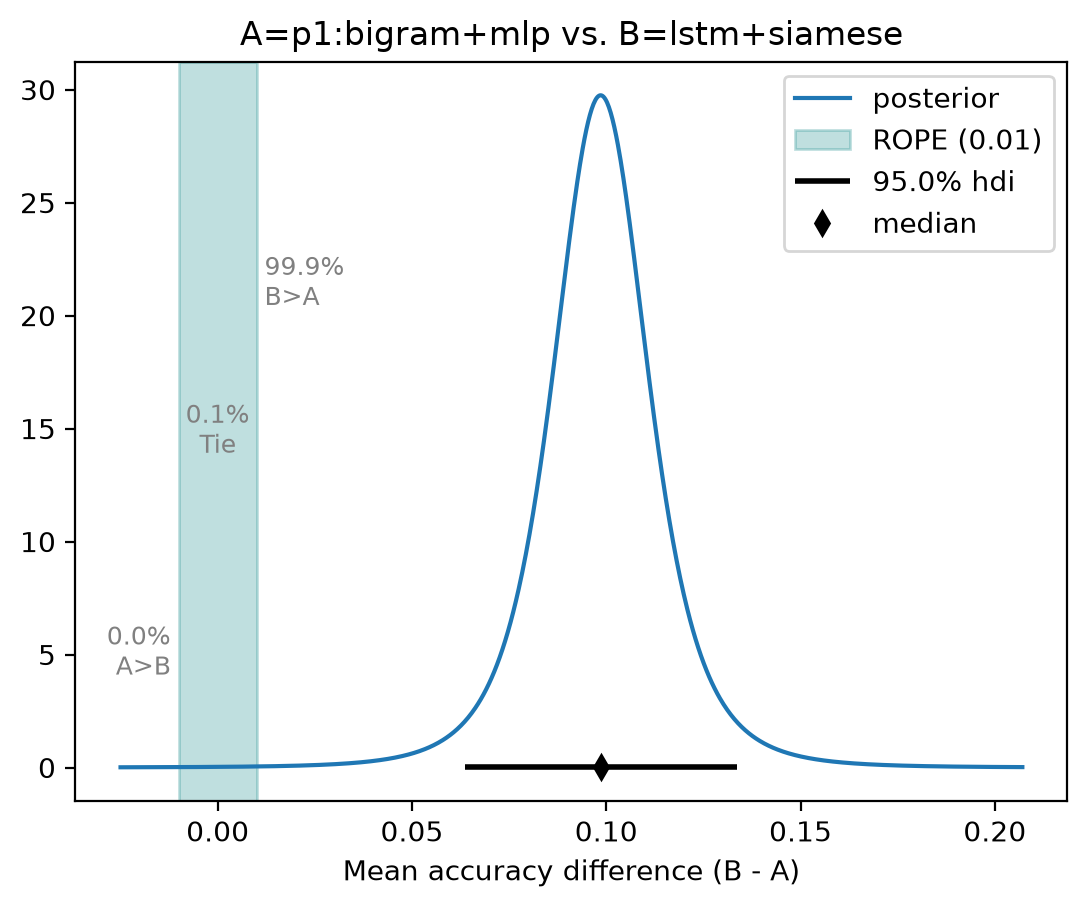 A=p1:bigram+mlp vs. B=lstm+siamese
30
25
20
15
10
5
0
posterior
ROPE (0.01)
95.0% hdi
median
99.9%
B>A
0.1%
Tie
0.0%
A>B
0.00
0.05
0.10
0.15
0.20
Mean accuracy difference (B - A)